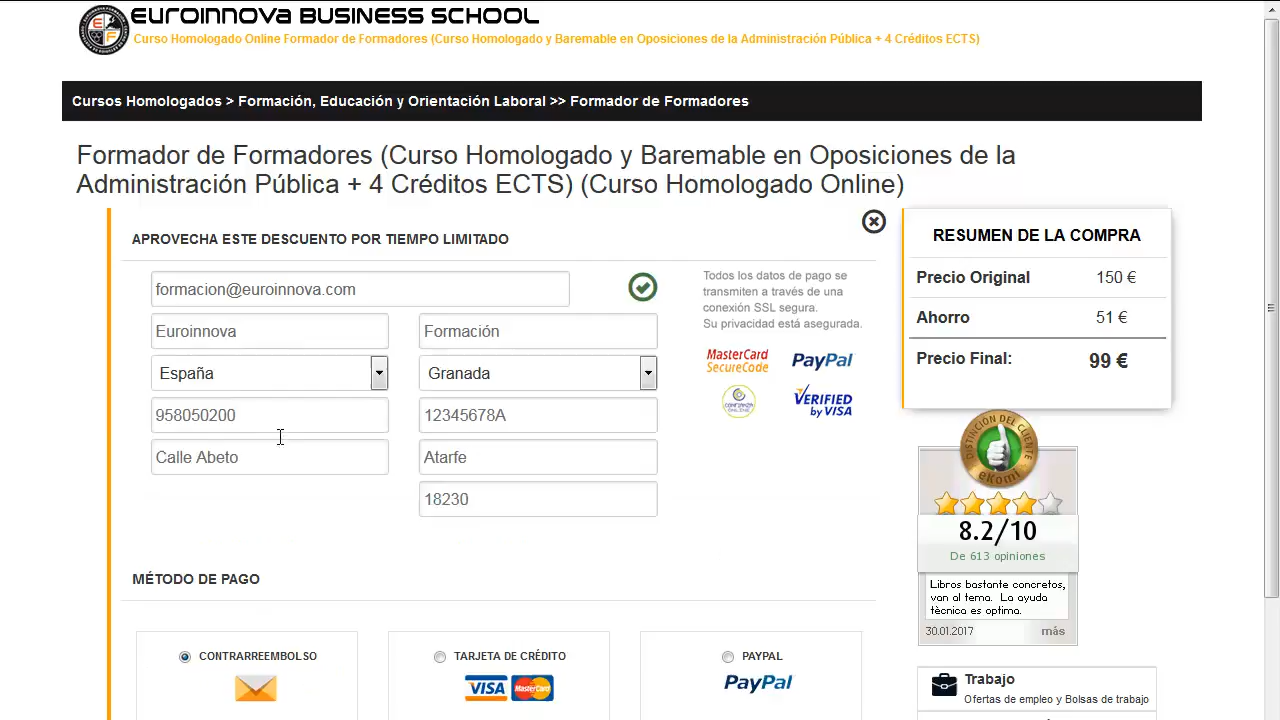 EUROINNOVA BUSINESS SCHOOL
Curso Homologado Online Formador de Formadores (Curso Homologado y Baremable en Oposiciones de la Administración Pública + 4 Créditos ECTS)
Cursos Homologados > Formación, Educación y Orientación Laboral >> Formador de Formadores
Formador de Formadores (Curso Homologado y Baremable en Oposiciones de la
Administración Pública + 4 Créditos ECTS) (Curso Homologado Online)
APROVECHA ESTE DESCUENTO POR TIEMPO LIMITADO
formacion@euroinnova.com
Euroinnova
Formación
España
Granada
958050200
12345678A
Calle Abeto
Atarfe
18230
Todos los datos de pago se
transmiten a través de una
conexión SSL segura.
Su privacidad está asegurada.
MasterCard
SecureCode
PayPal
CONFIANZA
ONLINE
VERIFIED
by VISA
RESUMEN DE LA COMPRA
Precio Original 150 €
Ahorro 51 €
Precio Final: 99 €
DISTINCIÓN DEL CLIENTE
eKomi
8.2/10
De 613 opiniones
Libros bastante concretos,
van al tema. La ayuda
tècnica es optima.
30.01.2017 más
Trabajo
Ofertas de empleo y Bolsas de trabajo
MÉTODO DE PAGO
CONTRARREEMBOLSO
TARJETA DE CRÉDITO
VISA MasterCard
PAYPAL
PayPal